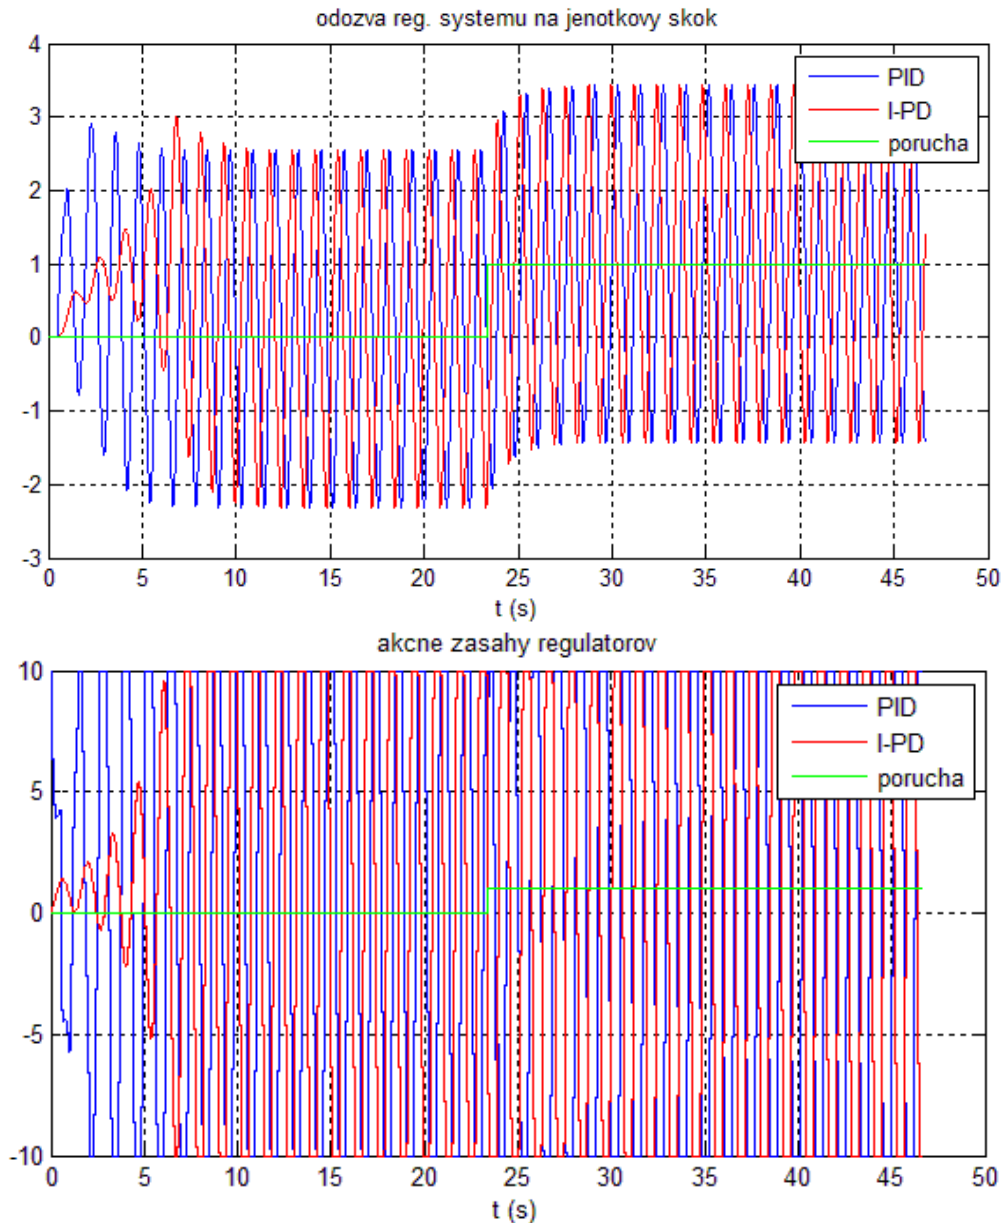 odozva reg. systemu na jenotkovy skok
4
3
2
1
0
-1
-2
-3
PID
I-PD
porucha
0 5 10 15 20 25 30 35 40 45 50
t (s)
akcne zasahy regulatorov
10
5
0
-5
-10
PID
I-PD
porucha
0 5 10 15 20 25 30 35 40 45 50
t (s)